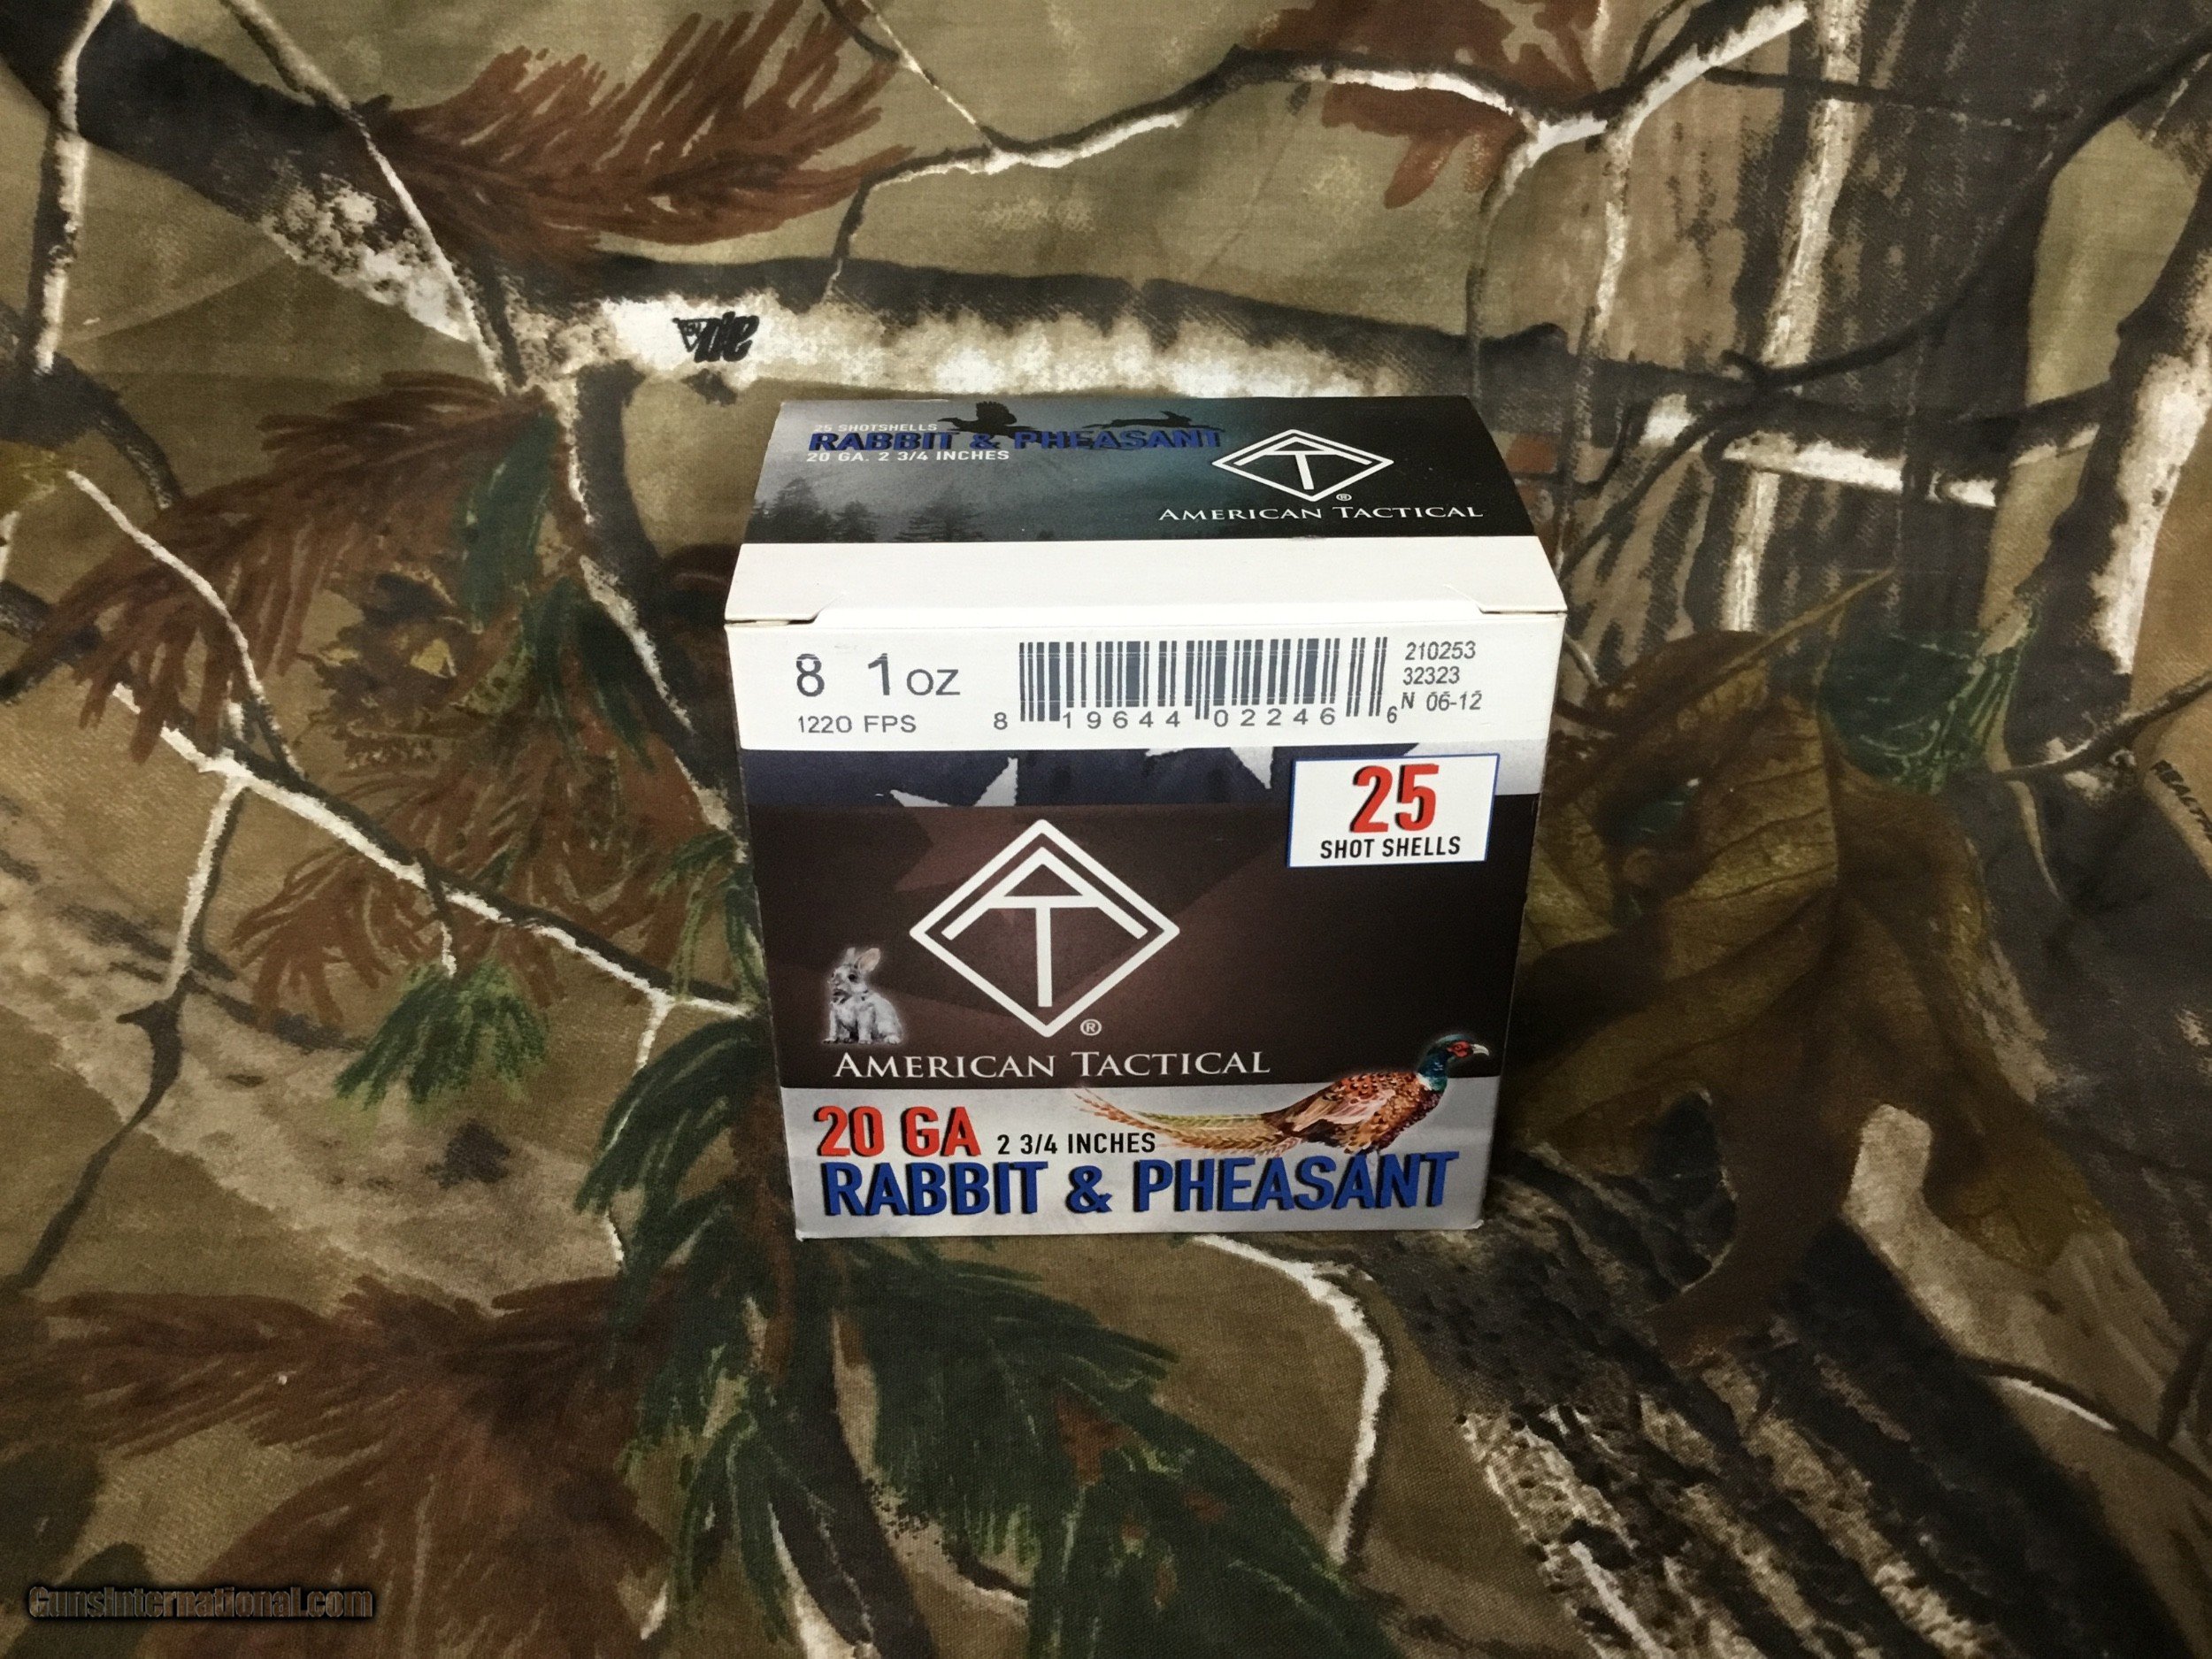 25 SHOTSHELLS
RABBIT & PHEASANT
20 GA. 2 3/4 INCHES
AT
®
AMERICAN TACTICAL
8 1 oz
1220 FPS
8 19644 02246 6
210253
32323
N 06-12
25
SHOT SHELLS
AT
®
AMERICAN TACTICAL
20 GA 2 3/4 INCHES
RABBIT & PHEASANT
GunsInternational.com